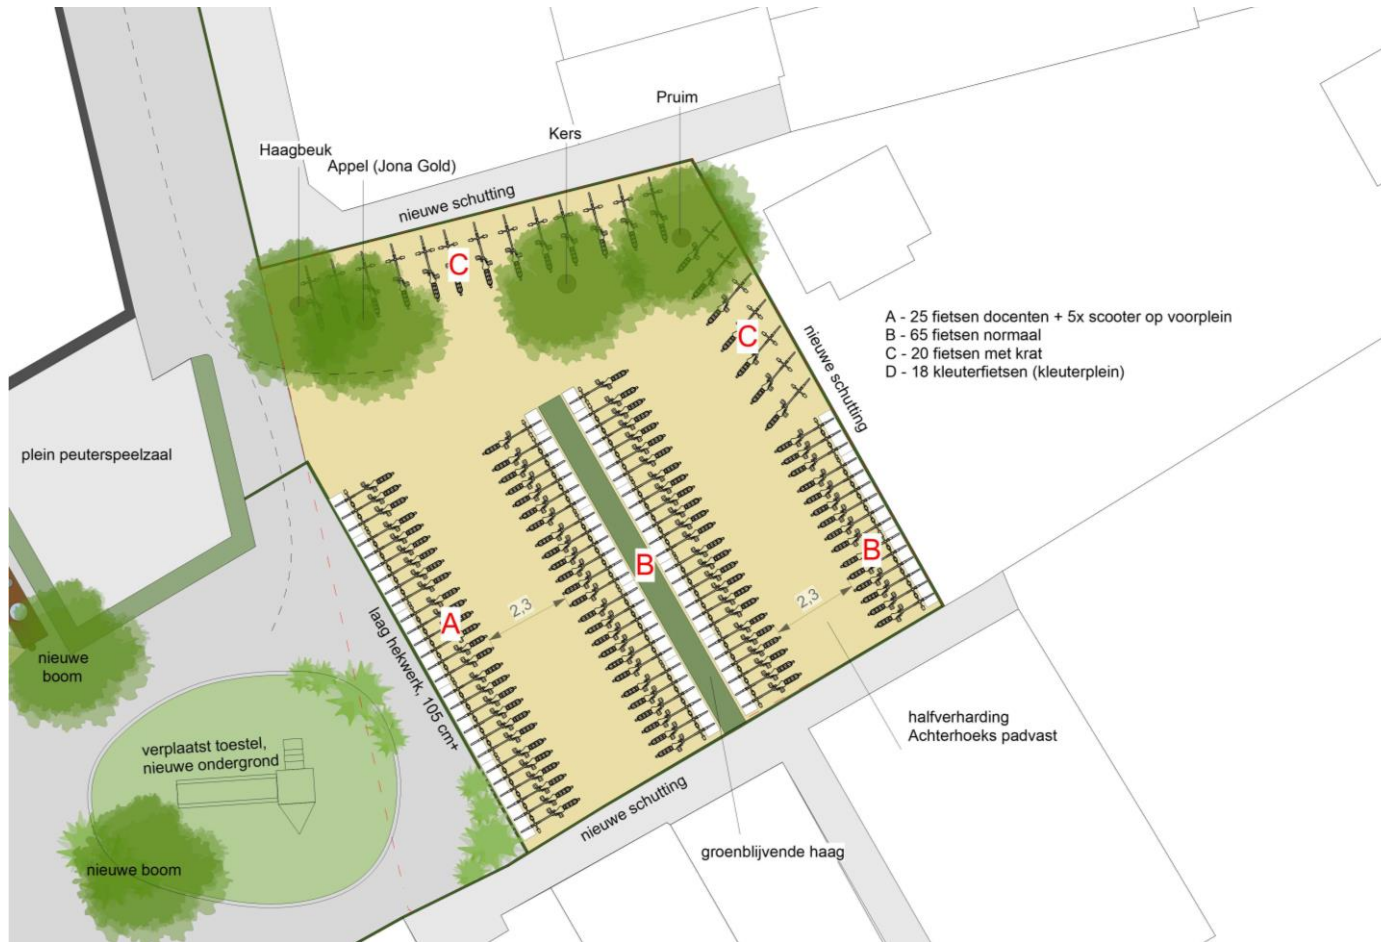 Pruim
Kers
Haagbeuk
Appel (Jona Gold)
nieuwe schutting
C
C
nieuwe schutting
A - 25 fietsen docenten + 5x scooter op voorplein
B - 65 fietsen normaal
C - 20 fietsen met krat
D - 18 kleuterfietsen (kleuterplein)
plein peuterspeelzaal
B
B
A
2,3
2,3
laag hekwerk, 105 cm+
nieuwe
boom
verplaatst toestel,
nieuwe ondergrond
halfverharding
Achterhoeks padvast
nieuwe schutting
groenblijvende haag
nieuwe boom